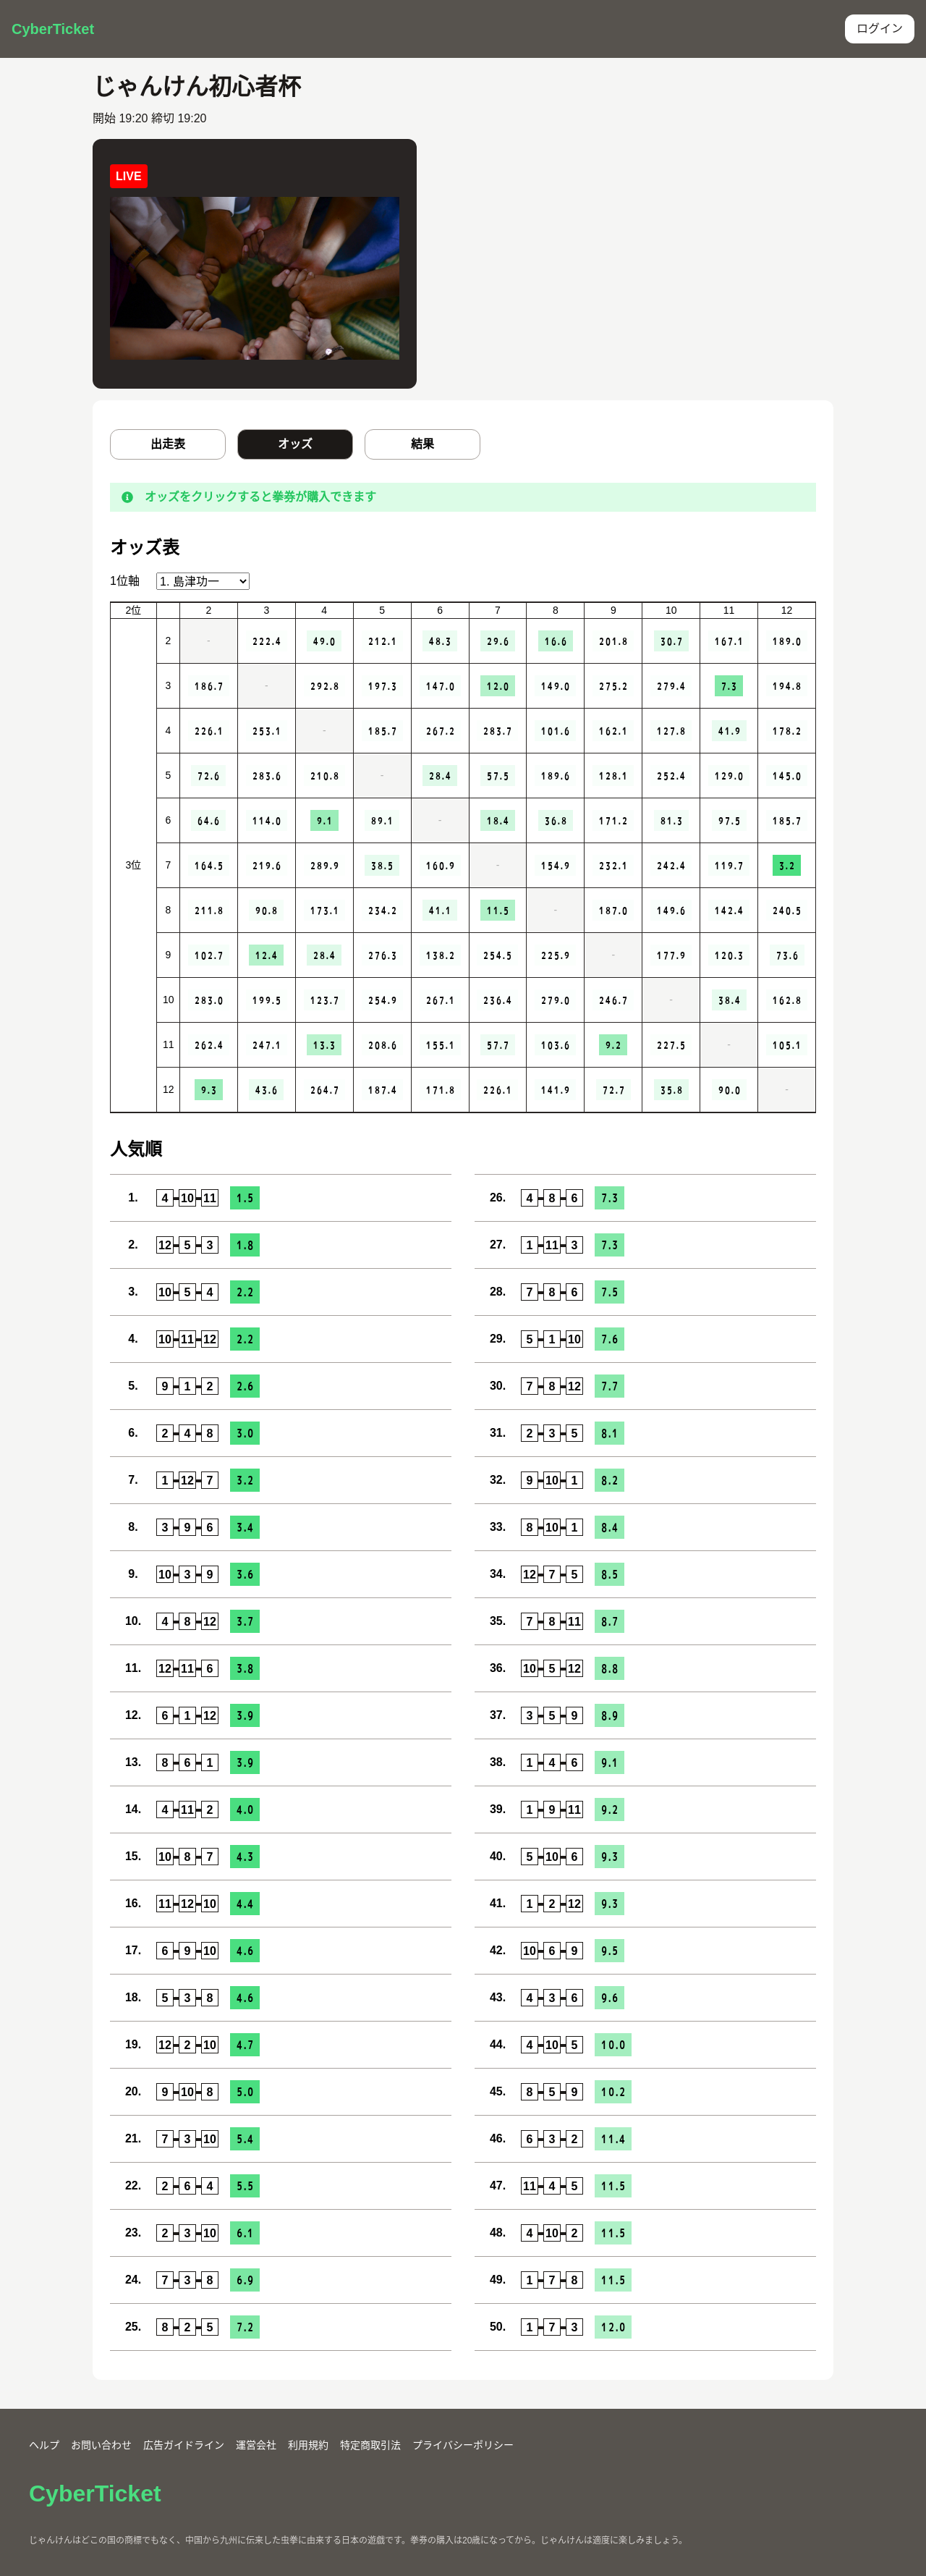 CyberTicket
ログイン
じゃんけん初心者杯
開始 19:20 締切 19:20
LIVE
出走表 オッズ 結果
オッズをクリックすると拳券が購入できます
オッズ表
1位軸 1. 島津功一
2位 2 3 4 5 6 7 8 9 10 11 12
2 - 222.4 49.0 212.1 48.3 29.6 16.6 201.8 30.7 167.1 189.0
3 186.7 - 292.8 197.3 147.0 12.0 149.0 275.2 279.4 7.3 194.8
4 226.1 253.1 - 185.7 267.2 283.7 101.6 162.1 127.8 41.9 178.2
5 72.6 283.6 210.8 - 28.4 57.5 189.6 128.1 252.4 129.0 145.0
6 64.6 114.0 9.1 89.1 - 18.4 36.8 171.2 81.3 97.5 185.7
3位 7 164.5 219.6 289.9 38.5 160.9 - 154.9 232.1 242.4 119.7 3.2
8 211.8 90.8 173.1 234.2 41.1 11.5 - 187.0 149.6 142.4 240.5
9 102.7 12.4 28.4 276.3 138.2 254.5 225.9 - 177.9 120.3 73.6
10 283.0 199.5 123.7 254.9 267.1 236.4 279.0 246.7 - 38.4 162.8
11 262.4 247.1 13.3 208.6 155.1 57.7 103.6 9.2 227.5 - 105.1
12 9.3 43.6 264.7 187.4 171.8 226.1 141.9 72.7 35.8 90.0 -
人気順
1. 4-10-11 1.5
2. 12-5-3 1.8
3. 10-5-4 2.2
4. 10-11-12 2.2
5. 9-1-2 2.6
6. 2-4-8 3.0
7. 1-12-7 3.2
8. 3-9-6 3.4
9. 10-3-9 3.6
10. 4-8-12 3.7
11. 12-11-6 3.8
12. 6-1-12 3.9
13. 8-6-1 3.9
14. 4-11-2 4.0
15. 10-8-7 4.3
16. 11-12-10 4.4
17. 6-9-10 4.6
18. 5-3-8 4.6
19. 12-2-10 4.7
20. 9-10-8 5.0
21. 7-3-10 5.4
22. 2-6-4 5.5
23. 2-3-10 6.1
24. 7-3-8 6.9
25. 8-2-5 7.2
26. 4-8-6 7.3
27. 1-11-3 7.3
28. 7-8-6 7.5
29. 5-1-10 7.6
30. 7-8-12 7.7
31. 2-3-5 8.1
32. 9-10-1 8.2
33. 8-10-1 8.4
34. 12-7-5 8.5
35. 7-8-11 8.7
36. 10-5-12 8.8
37. 3-5-9 8.9
38. 1-4-6 9.1
39. 1-9-11 9.2
40. 5-10-6 9.3
41. 1-2-12 9.3
42. 10-6-9 9.5
43. 4-3-6 9.6
44. 4-10-5 10.0
45. 8-5-9 10.2
46. 6-3-2 11.4
47. 11-4-5 11.5
48. 4-10-2 11.5
49. 1-7-8 11.5
50. 1-7-3 12.0
ヘルプ お問い合わせ 広告ガイドライン 運営会社 利用規約 特定商取引法 プライバシーポリシー
CyberTicket
じゃんけんはどこの国の商標でもなく、中国から九州に伝来した虫拳に由来する日本の遊戯です。拳券の購入は20歳になってから。じゃんけんは適度に楽しみましょう。